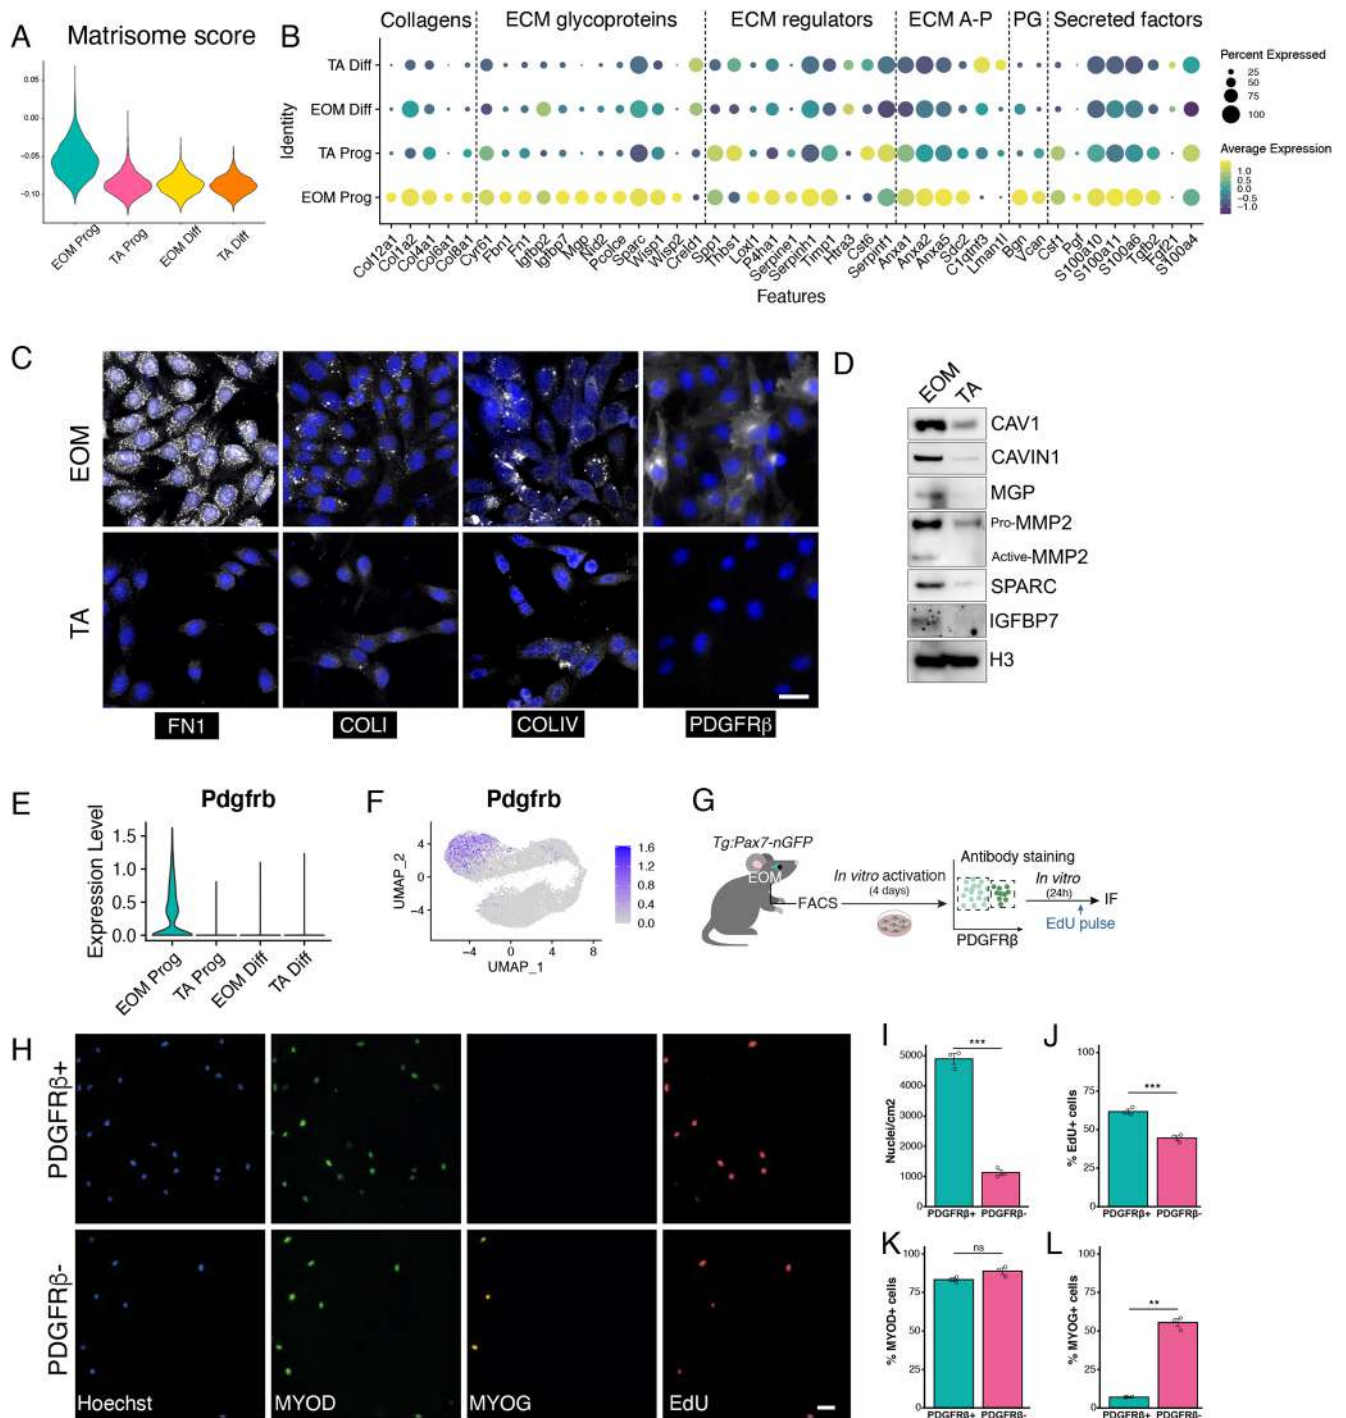 A
Matrisome score
0.05
0.00
−0.05
−0.10
EOM Prog
TA Prog
EOM Diff
TA Diff
B
Collagens
ECM glycoproteins
ECM regulators
ECM A-P
PG
Secreted factors
Identity
TA Diff
EOM Diff
TA Prog
EOM Prog
Col12a1
Col1a2
Col4a1
Col6a1
Col8a1
Cyr61
Fbn1
Fn1
Igfbp2
Igfbp7
Mgp
Nid2
Pcolce
Sparc
Wisp1
Wisp2
Creld1
Spp1
Thbs1
Loxl1
P4ha1
Serpine1
Serpinh1
Timp1
Htra3
Cst6
Serpinf1
Anxa1
Anxa2
Anxa5
Sdc2
C1qtnf3
Lman1l
Bgn
Vcan
Csf1
Pgf
S100a10
S100a11
S100a6
Tgfb2
Fgf21
S100a4
Features
Percent Expressed
25
50
75
100
Average Expression
1.0
0.5
0.0
−0.5
−1.0
C
EOM
TA
FN1
COLI
COLIV
PDGFRβ
D
EOM
TA
CAV1
CAVIN1
MGP
Pro-MMP2
Active-MMP2
SPARC
IGFBP7
H3
E
Pdgfrb
Expression Level
1.5
1.0
0.5
0.0
EOM Prog
TA Prog
EOM Diff
TA Diff
F
Pdgfrb
UMAP_2
4
0
−4
−4
0
4
8
UMAP_1
1.6
1.2
0.8
0.4
0.0
G
Tg:Pax7-nGFP
EOM
FACS
In vitro activation
(4 days)
Antibody staining
PDGFRβ
In vitro
(24h)
IF
EdU pulse
H
PDGFRβ+
PDGFRβ-
Hoechst
MYOD
MYOG
EdU
I
Nuclei/cm2
5000
4000
3000
2000
1000
0
***
PDGFRβ+
PDGFRβ-
J
% EdU+ cells
100
75
50
25
0
***
PDGFRβ+
PDGFRβ-
K
% MYOD+ cells
100
75
50
25
0
ns
PDGFRβ+
PDGFRβ-
L
% MYOG+ cells
100
75
50
25
0
**
PDGFRβ+
PDGFRβ-